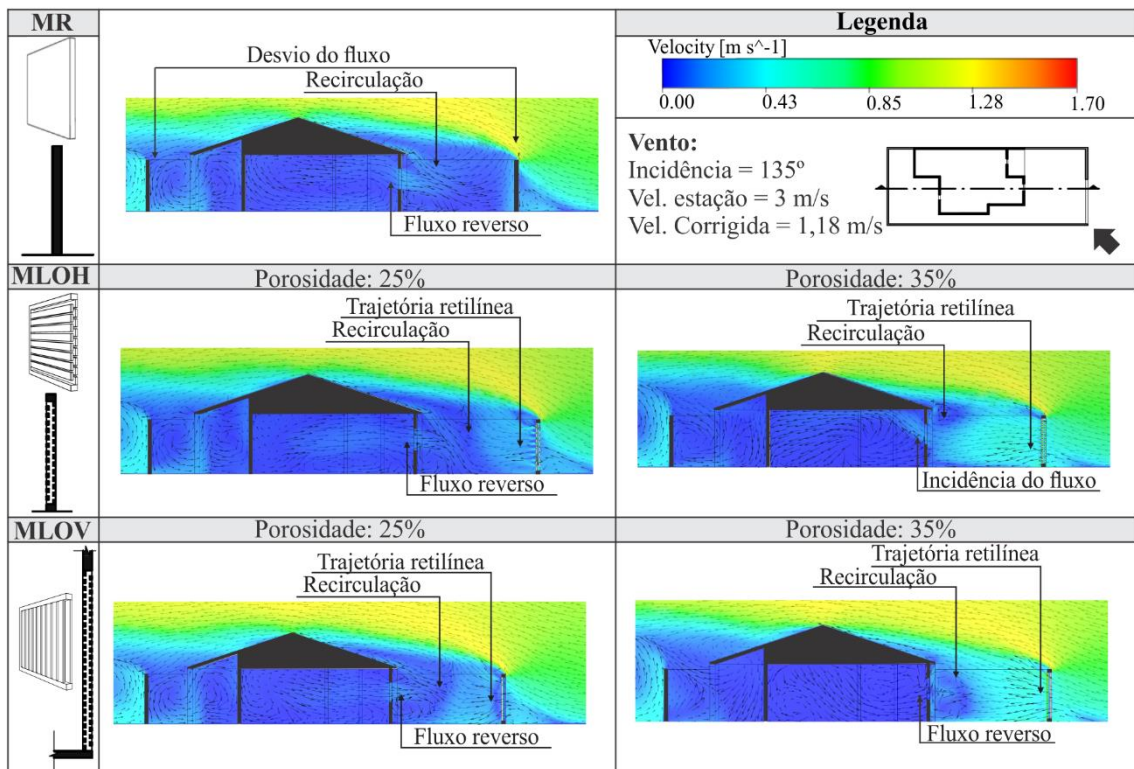 MR
Desvio do fluxo
Recirculação
Fluxo reverso
Legenda
Velocity [m s^-1]
0.00 0.43 0.85 1.28 1.70
Vento:
Incidência = 135º
Vel. estação = 3 m/s
Vel. Corrigida = 1,18 m/s
MLOH
Porosidade: 25%
Trajetória retilínea
Recirculação
Fluxo reverso
Porosidade: 35%
Trajetória retilínea
Recirculação
Incidência do fluxo
MLOV
Porosidade: 25%
Trajetória retilínea
Recirculação
Fluxo reverso
Porosidade: 35%
Trajetória retilínea
Recirculação
Fluxo reverso